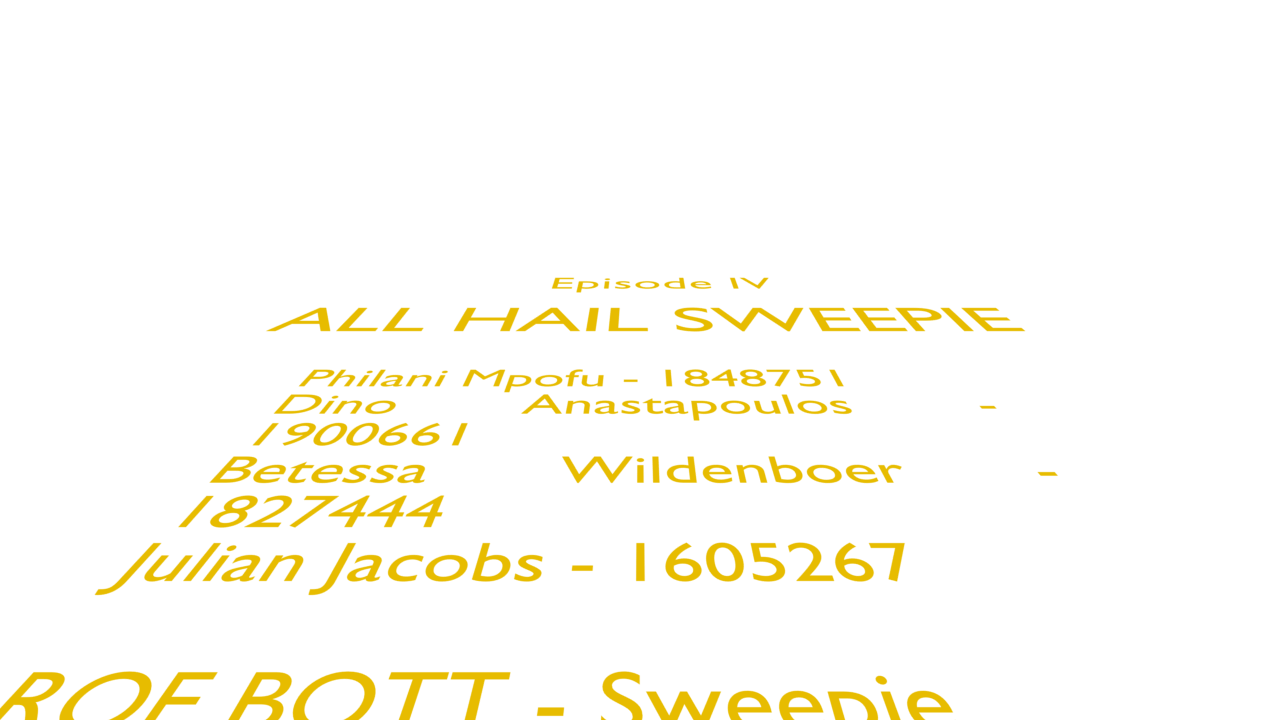 Episode IV
ALL HAIL SWEEPIE
Philani Mpofu - 1848751
Dino Anastapoulos -
1900661
Betessa Wildenboer -
1827444
Julian Jacobs - 1605267
ROF BOTT - Sweepie